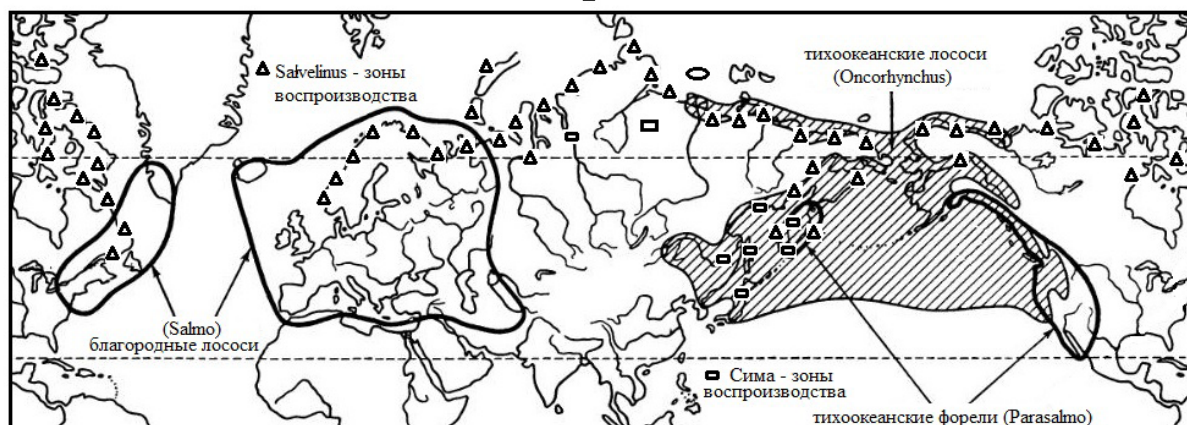 Salvelinus - зоны
воспроизводства
тихоокеанские лососи
(Oncorhynchus)
(Salmo)
благородные лососи
Сима - зоны
воспроизводства
тихоокеанские форели (Parasalmo)